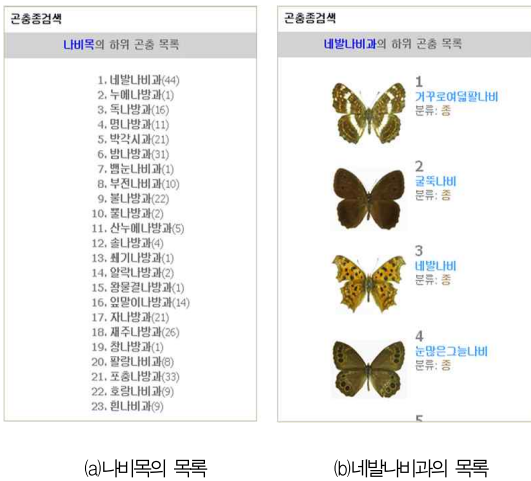 곤충종검색
나비목의 하위 곤충 목록
1. 네발나비과(44)
2. 누에나방과(1)
3. 독나방과(16)
4. 명나방과(11)
5. 박각시과(21)
6. 밤나방과(31)
7. 뱀눈나비과(1)
8. 부전나비과(10)
9. 불나방과(22)
10. 뿔나방과(2)
11. 산누에나방과(5)
12. 솔나방과(4)
13. 쐐기나방과(1)
14. 알락나방과(2)
15. 왕물결나방과(1)
16. 잎말이나방과(14)
17. 자나방과(21)
18. 재주나방과(26)
19. 창나방과(1)
20. 팔랑나비과(8)
21. 포충나방과(33)
22. 호랑나비과(9)
23. 흰나비과(9)
(a)나비목의 목록
곤충종검색
네발나비과의 하위 곤충 목록
1
거꾸로여덟팔나비
분류: 종
2
굴뚝나비
분류: 종
3
네발나비
분류: 종
4
눈많은그늘나비
분류: 종
5
(b)네발나비과의 목록